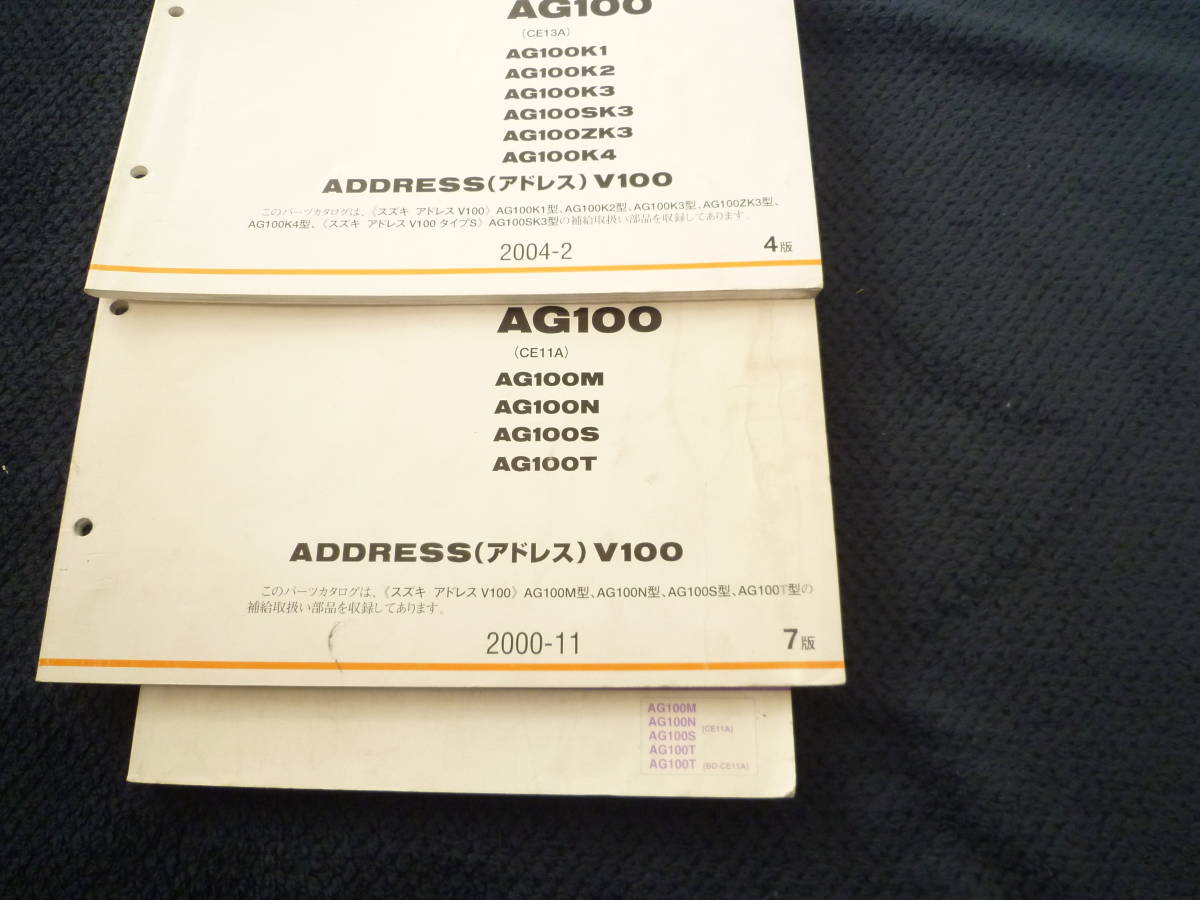 AG100
(CE13A)
AG100K1
AG100K2
AG100K3
AG100SK3
AG100ZK3
AG100K4
ADDRESS(アドレス)V100
このパーツカタログは、《スズキ アドレス V100》AG100K1型、AG100K2型、AG100K3型、AG100ZK3型、
AG100K4型、《スズキ アドレス V100 タイプS》AG100SK3型の補給取扱い部品を収録してあります。
2004-2
4版
AG100
(CE11A)
AG100M
AG100N
AG100S
AG100T
ADDRESS(アドレス)V100
このパーツカタログは、《スズキ アドレス V100》AG100M型、AG100N型、AG100S型、AG100T型の
補給取扱い部品を収録してあります。
2000-11
7版
AG100M
AG100N
(CE11A)
AG100S
AG100T
AG100T (BD-CE11A)